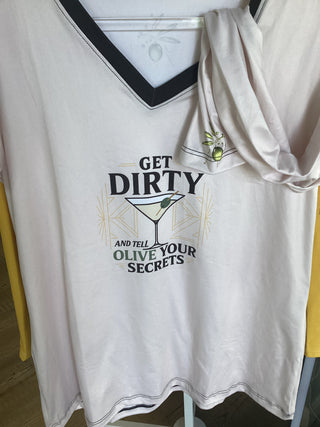 GET
DIRTY
AND TELL
OLIVE YOUR
SECRETS